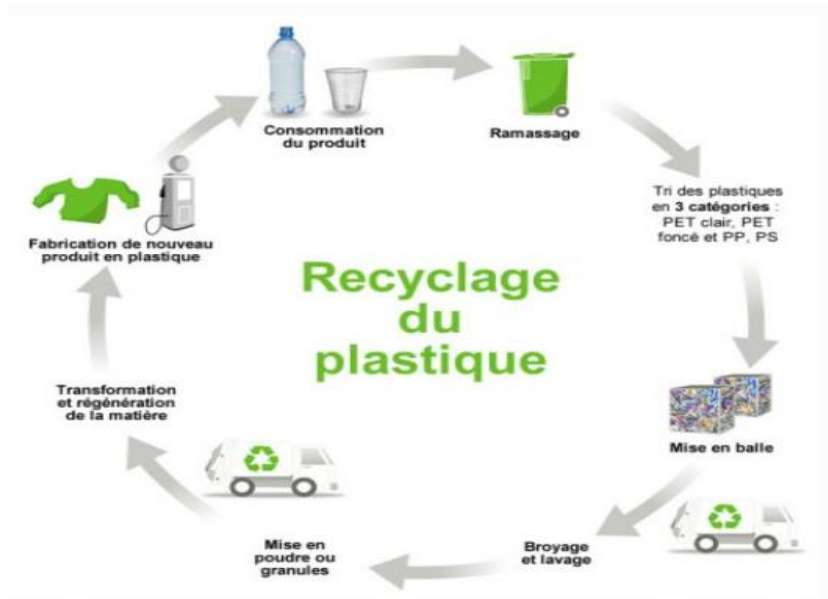 Consommation
du produit
Ramassage
Tri des plastiques
en 3 catégories :
PET clair, PET
foncé et PP, PS
Mise en balle
Broyage
et lavage
Mise en
poudre ou
granules
Transformation
et régénération
de la matière
Fabrication de nouveau
produit en plastique
Recyclage
du
plastique